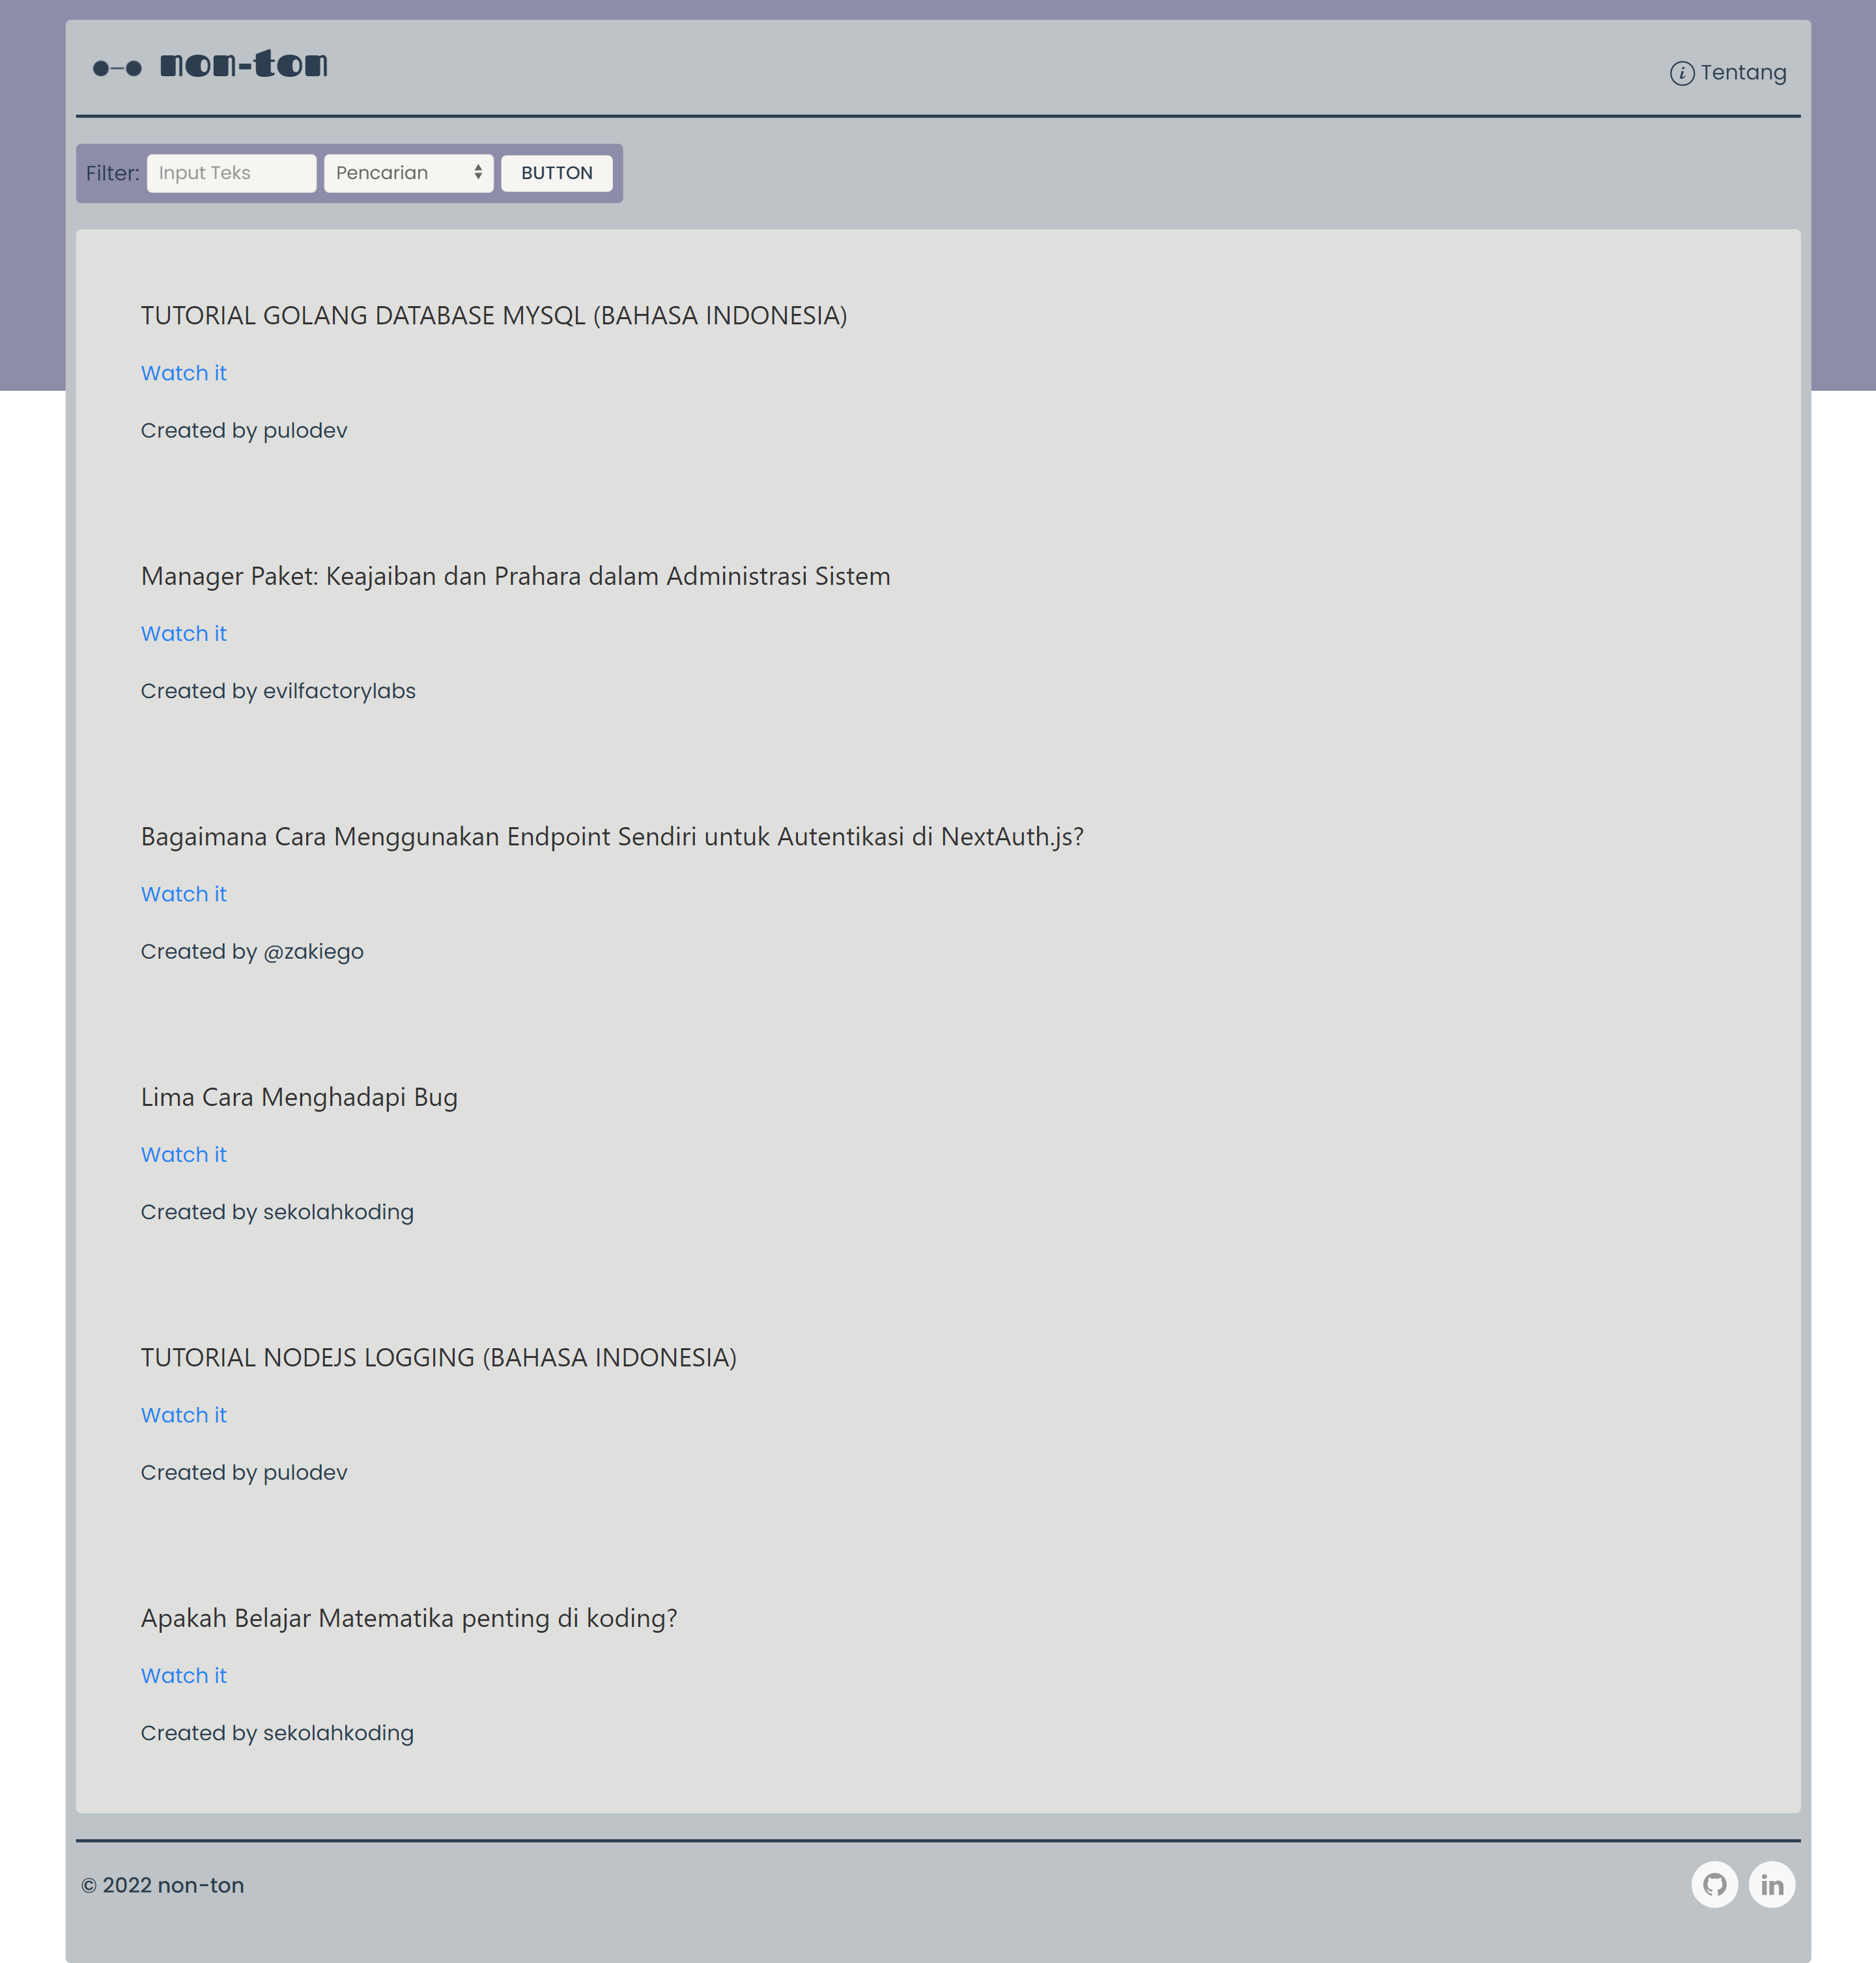 non-ton
Tentang
Filter: Input Teks Pencarian BUTTON
TUTORIAL GOLANG DATABASE MYSQL (BAHASA INDONESIA)
Watch it
Created by pulodev
Manager Paket: Keajaiban dan Prahara dalam Administrasi Sistem
Watch it
Created by evilfactorylabs
Bagaimana Cara Menggunakan Endpoint Sendiri untuk Autentikasi di NextAuth.js?
Watch it
Created by @zakiego
Lima Cara Menghadapi Bug
Watch it
Created by sekolahkoding
TUTORIAL NODEJS LOGGING (BAHASA INDONESIA)
Watch it
Created by pulodev
Apakah Belajar Matematika penting di koding?
Watch it
Created by sekolahkoding
© 2022 non-ton
in